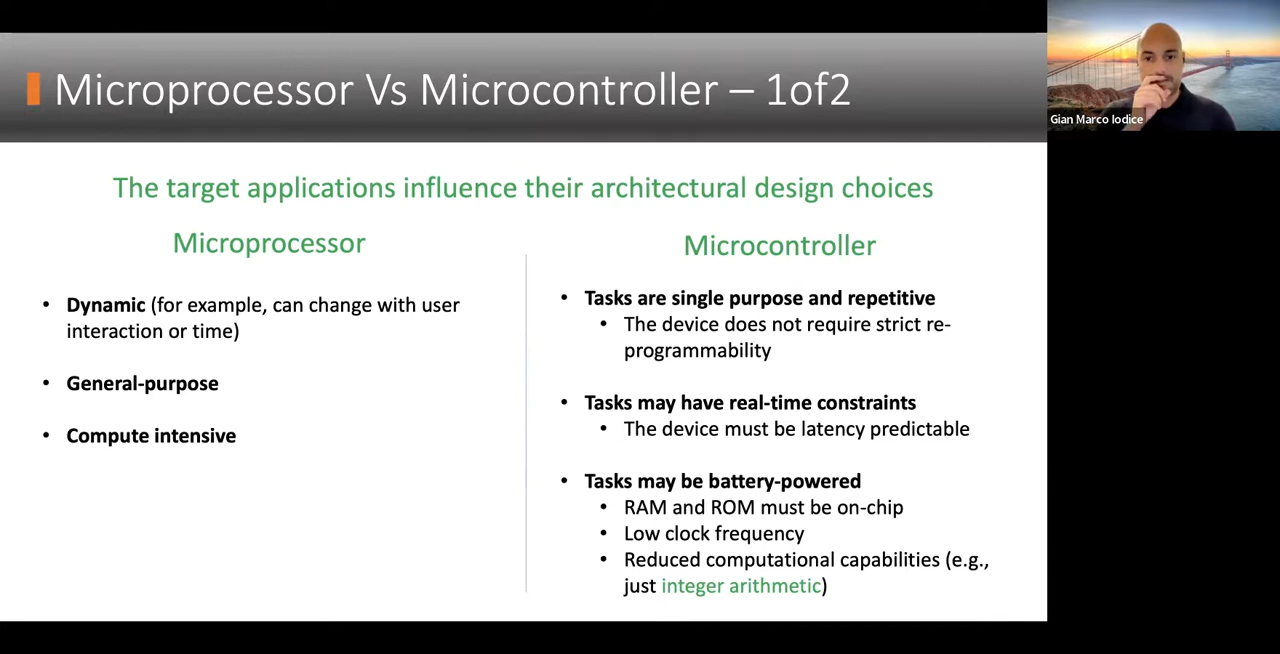 Microprocessor Vs Microcontroller – 1of2
Gian Marco Iodice
The target applications influence their architectural design choices
Microprocessor
• Dynamic (for example, can change with user
interaction or time)
• General-purpose
• Compute intensive
Microcontroller
• Tasks are single purpose and repetitive
• The device does not require strict re-
programmability
• Tasks may have real-time constraints
• The device must be latency predictable
• Tasks may be battery-powered
• RAM and ROM must be on-chip
• Low clock frequency
• Reduced computational capabilities (e.g.,
just integer arithmetic)